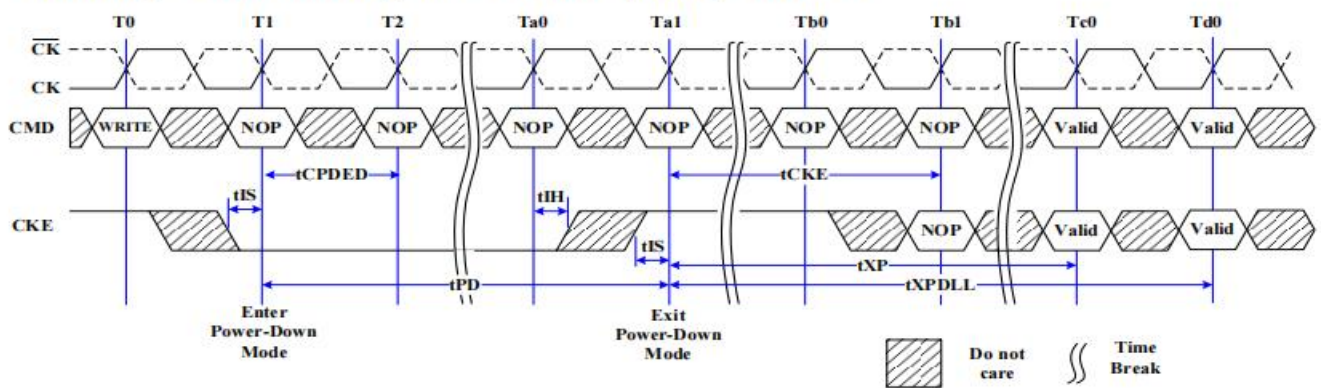 T0 T1 T2 Ta0 Ta1 Tb0 Tb1 Tc0 Td0
CK
CK
CMD WRITE NOP NOP NOP NOP NOP NOP Valid Valid
tCPDED tCKE
tIS tIH
CKE NOP Valid Valid
tIS
tXP
tPD tXPDLL
Enter
Power-Down
Mode
Exit
Power-Down
Mode
Do not
care
Time
Break